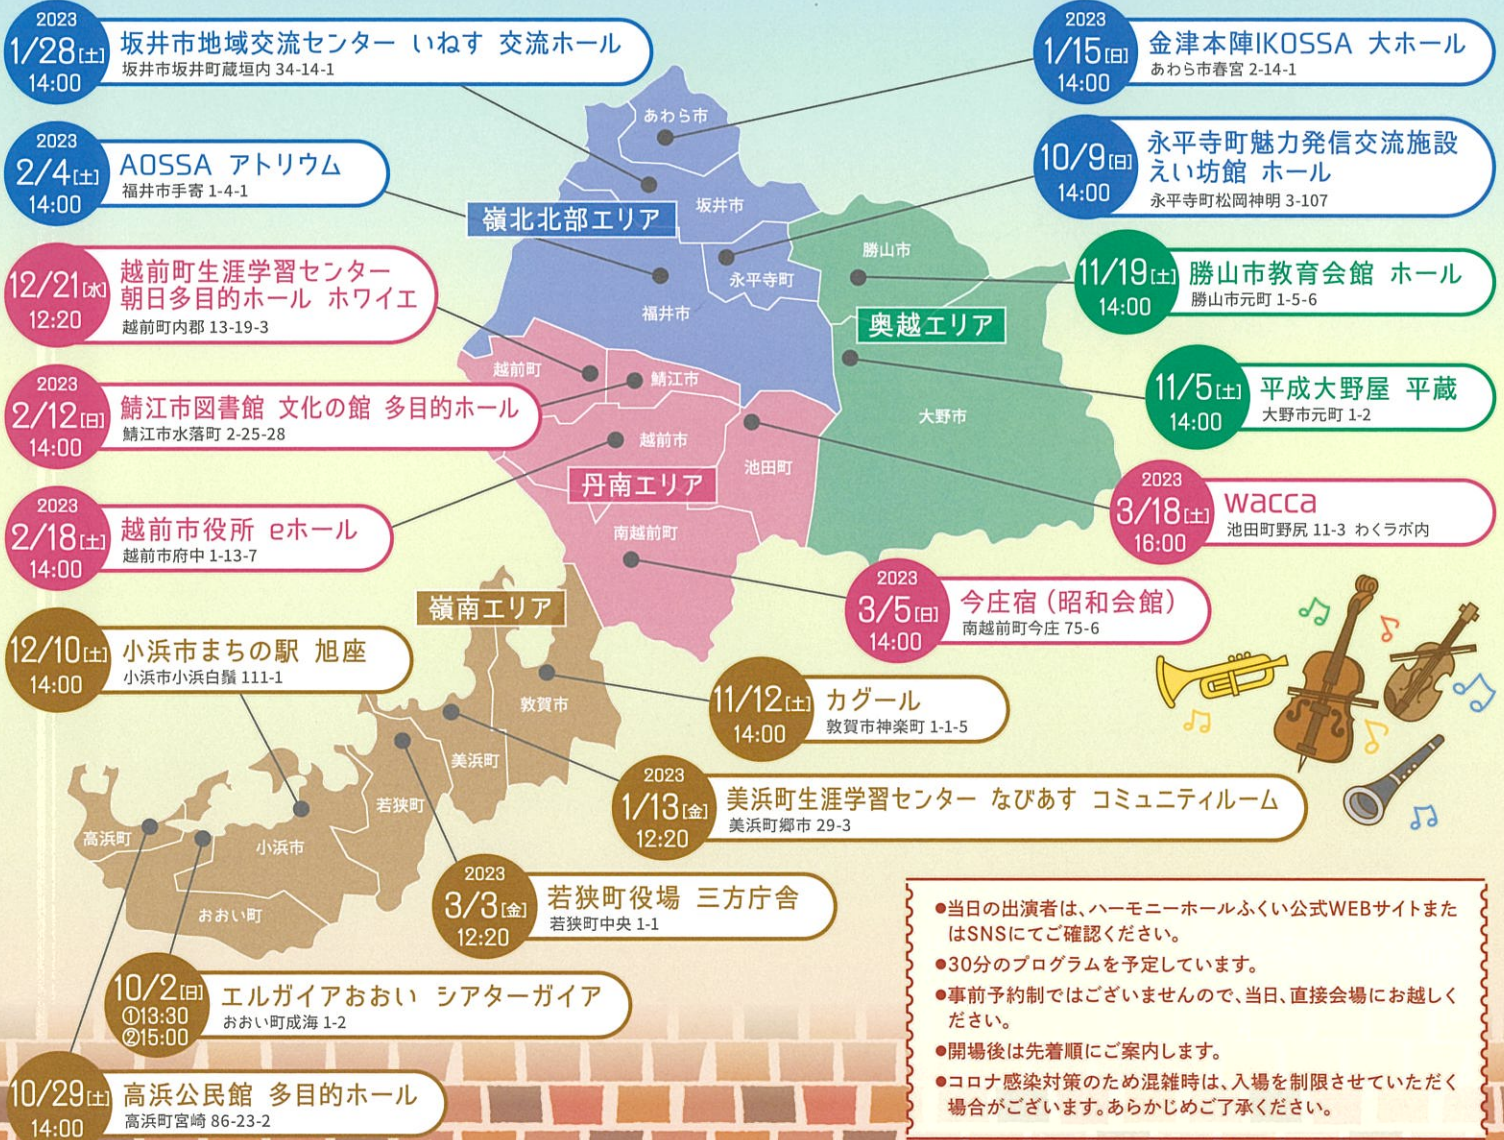 2023
1/28[土]
14:00
坂井市地域交流センター いねす 交流ホール
坂井市坂井町蔵垣内 34-14-1
2023
1/15[日]
14:00
金津本陣IKOSSA 大ホール
あわら市春宮 2-14-1
2023
2/4[土]
14:00
AOSSA アトリウム
福井市手寄 1-4-1
10/9[日]
14:00
永平寺町魅力発信交流施設
えい坊館 ホール
永平寺町松岡神明 3-107
12/21[水]
12:20
越前町生涯学習センター
朝日多目的ホール ホワイエ
越前町内郡 13-19-3
11/19[土]
14:00
勝山市教育会館 ホール
勝山市元町 1-5-6
2023
2/12[日]
14:00
鯖江市図書館 文化の館 多目的ホール
鯖江市水落町 2-25-28
11/5[土]
14:00
平成大野屋 平蔵
大野市元町 1-2
2023
2/18[土]
14:00
越前市役所 eホール
越前市府中 1-13-7
2023
3/18[土]
16:00
wacca
池田町野尻 11-3 わくラボ内
2023
3/5[日]
14:00
今庄宿（昭和会館）
南越前町今庄 75-6
12/10[土]
14:00
小浜市まちの駅 旭座
小浜市小浜白鬚 111-1
11/12[土]
14:00
カグール
敦賀市神楽町 1-1-5
2023
1/13[金]
12:20
美浜町生涯学習センター なびあす コミュニティルーム
美浜町郷市 29-3
2023
3/3[金]
12:20
若狭町役場 三方庁舎
若狭町中央 1-1
10/2[日]
①13:30
②15:00
エルガイアおおい シアターガイア
おおい町成海 1-2
10/29[土]
14:00
高浜公民館 多目的ホール
高浜町宮崎 86-23-2
あわら市
坂井市
嶺北北部エリア
勝山市
永平寺町
福井市
奥越エリア
越前町
鯖江市
大野市
越前市
池田町
丹南エリア
南越前町
嶺南エリア
敦賀市
美浜町
若狭町
高浜町
小浜市
おおい町
●当日の出演者は、ハーモニーホールふくい公式WEBサイトまた
はSNSにてご確認ください。
●30分のプログラムを予定しています。
●事前予約制ではございませんので、当日、直接会場にお越しく
ださい。
●開場後は先着順にご案内します。
●コロナ感染対策のため混雑時は、入場を制限させていただく
場合がございます。あらかじめご了承ください。